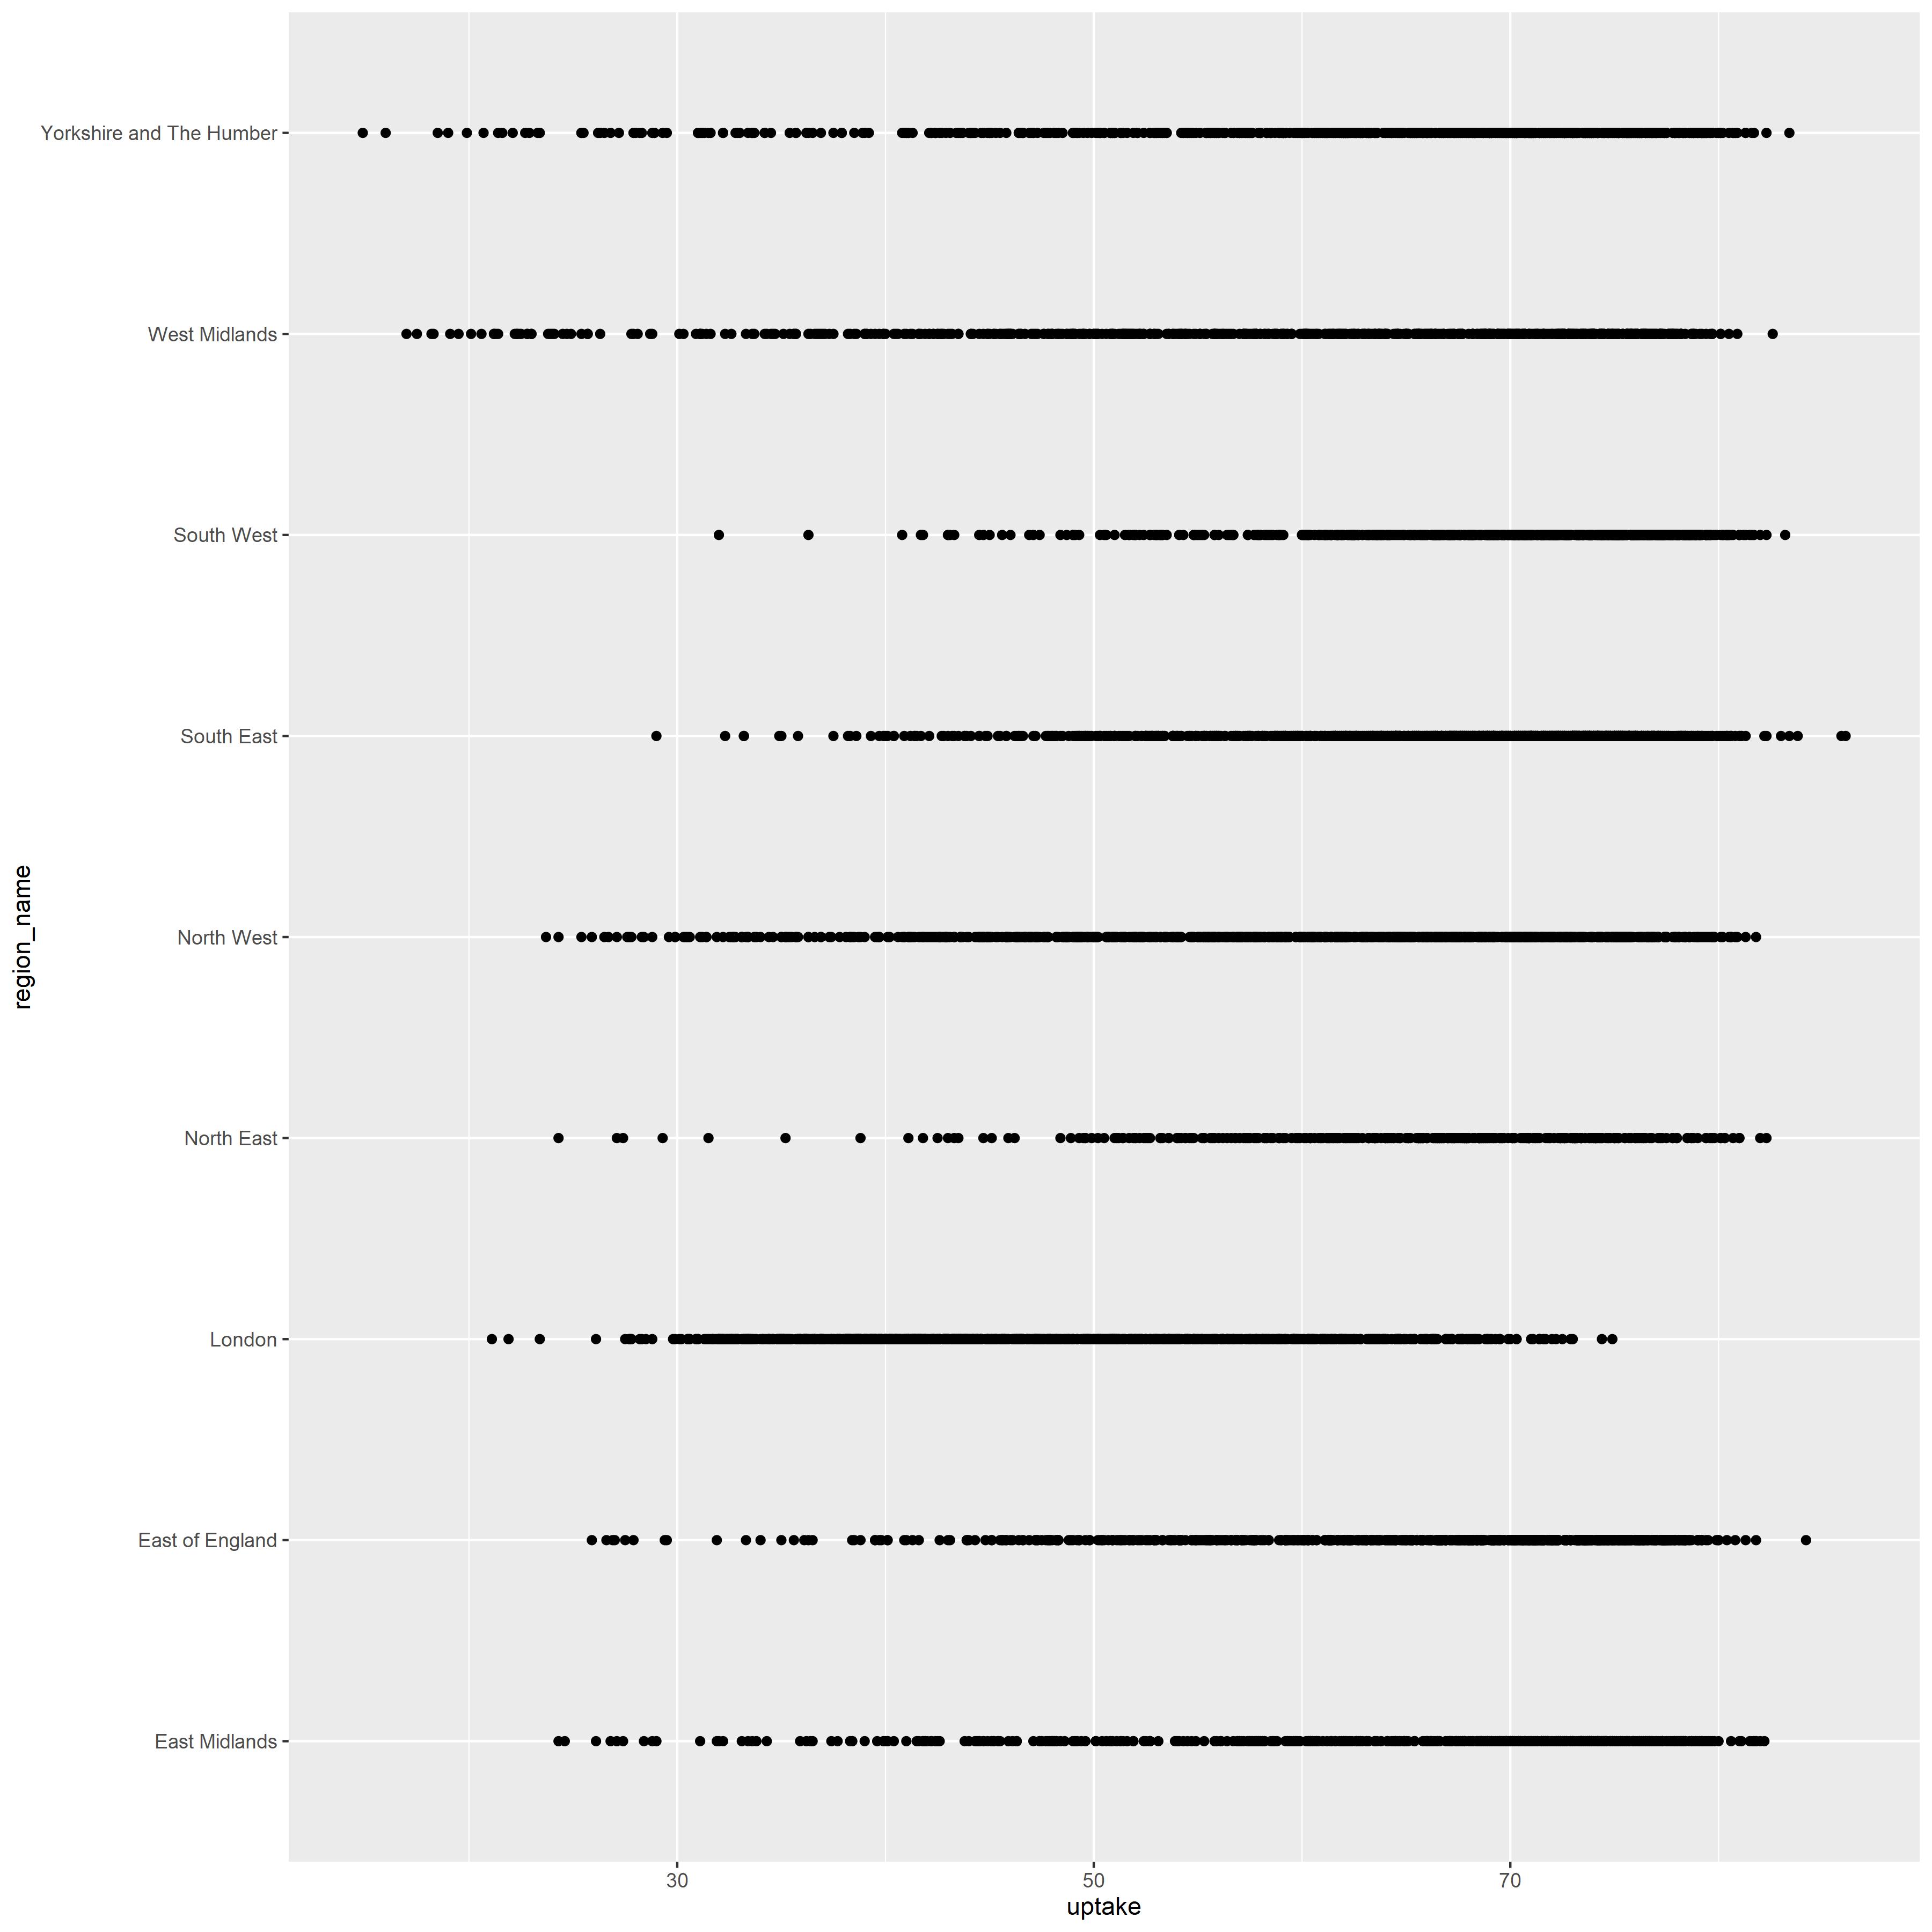 Yorkshire and The Humber
West Midlands
South West
South East
North West
North East
London
East of England
East Midlands
region_name
30 50 70
uptake